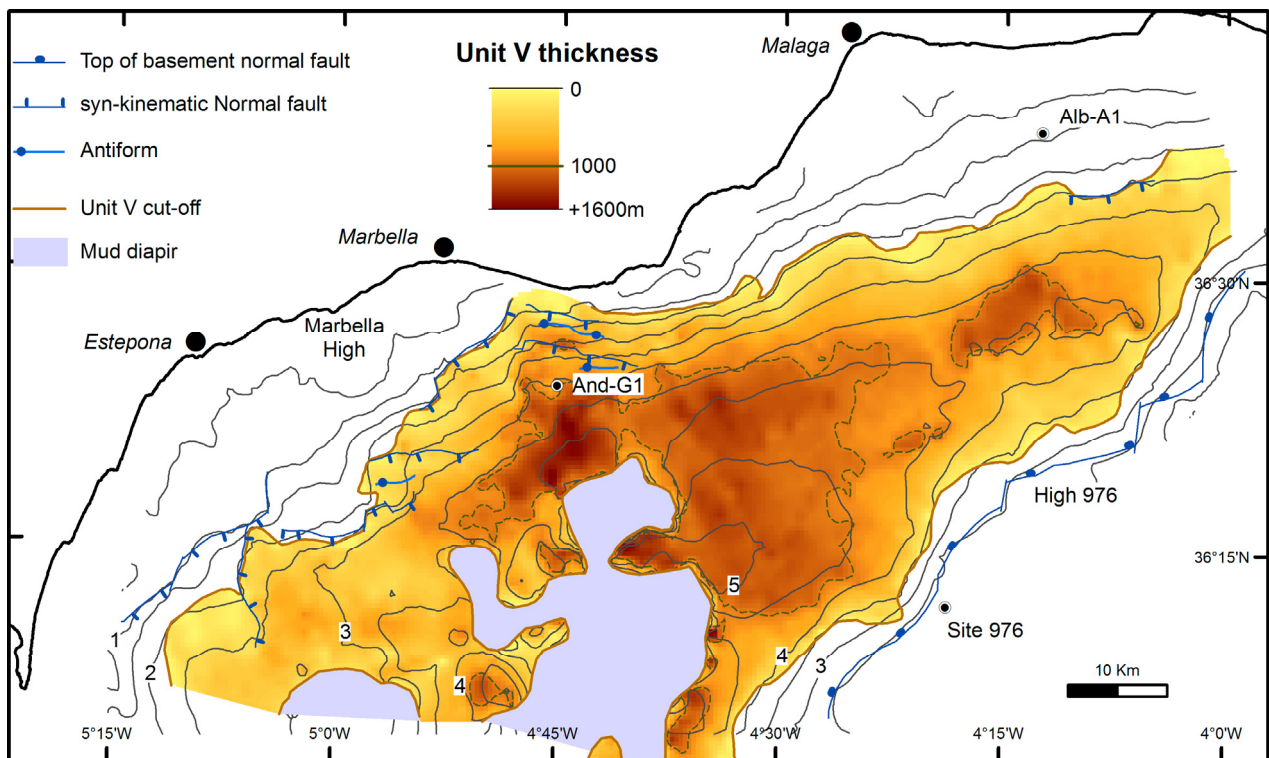 Top of basement normal fault
syn-kinematic Normal fault
Antiform
Unit V cut-off
Mud diapir
Unit V thickness
0
1000
+1600m
Malaga
Alb-A1
Marbella
Estepona
Marbella
High
And-G1
36°30'N
High 976
36°15'N
Site 976
5
4
3
3
4
1
2
10 Km
5°15'W
5°0'W
4°45'W
4°30'W
4°15'W
4°0'W